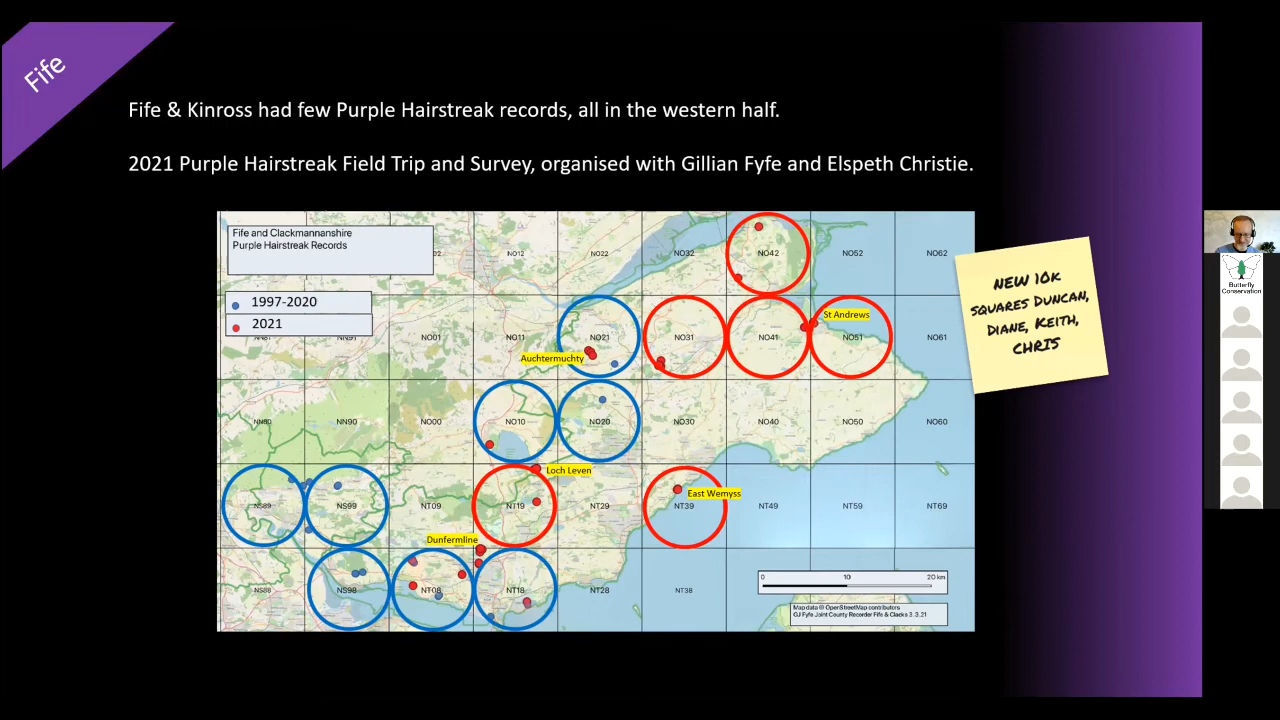 Fife
Fife & Kinross had few Purple Hairstreak records, all in the western half.
2021 Purple Hairstreak Field Trip and Survey, organised with Gillian Fyfe and Elspeth Christie.
Fife and Clackmannanshire
Purple Hairstreak Records
1997-2020
2021
02 NO12 NO22 NO32 NO42 NO52 NO62
St Andrews
NN81 NN91 NO01 NO11 NO21 NO31 NO41 NO51 NO61
Auchtermuchty
NN80 NN90 NO00 NO10 NO20 NO30 NO40 NO50 NO60
Loch Leven
East Wemyss
NS89 NS99 NT09 NT19 NT29 NT39 NT49 NT59 NT69
Dunfermline
NS88 NS98 NT08 NT18 NT28 NT38
0 10 20 km
Map data @ OpenStreetMap contributors
GJ Fyfe Joint County Recorder Fife & Clacks 3.3.21
NEW 10K
SQUARES DUNCAN,
DIANE, KEITH,
CHRIS
Butterfly
Conservation